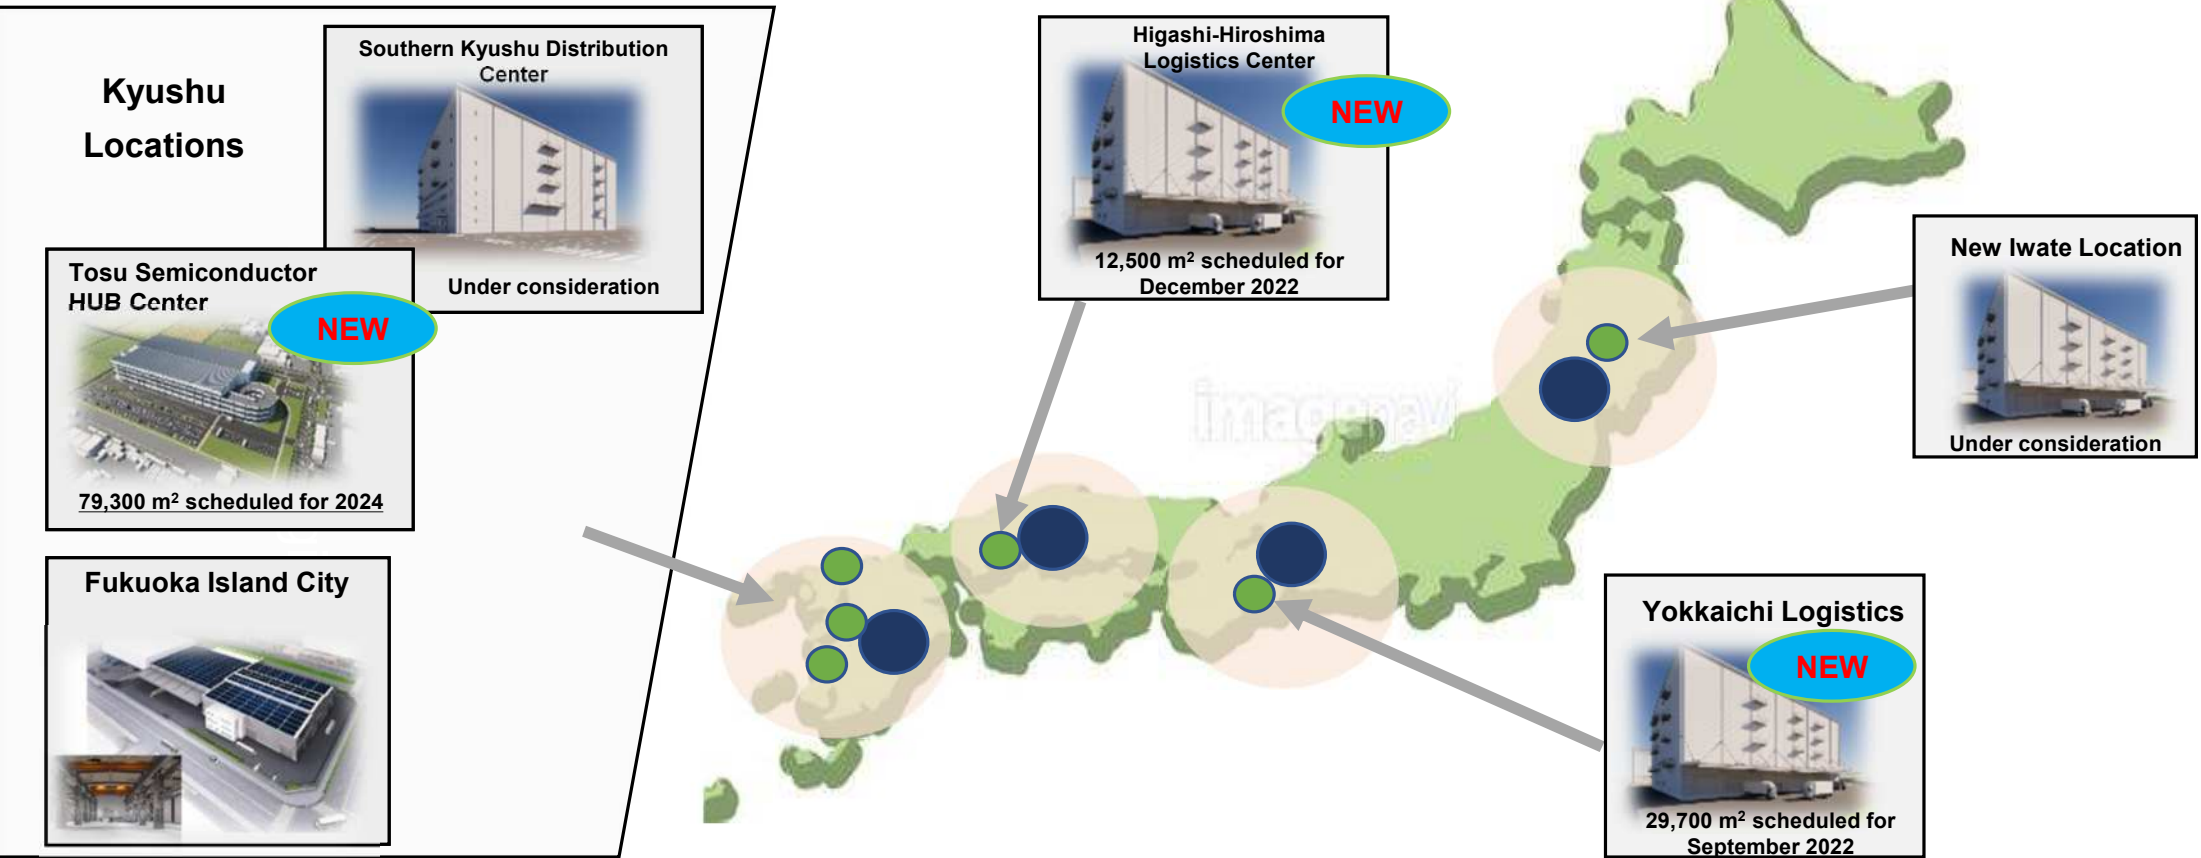 Kyushu
Locations
Southern Kyushu Distribution
Center
Under consideration
Tosu Semiconductor
HUB Center
NEW
79,300 m² scheduled for 2024
Fukuoka Island City
Higashi-Hiroshima
Logistics Center
NEW
12,500 m² scheduled for
December 2022
New Iwate Location
Under consideration
imagenavi
Yokkaichi Logistics
NEW
29,700 m² scheduled for
September 2022